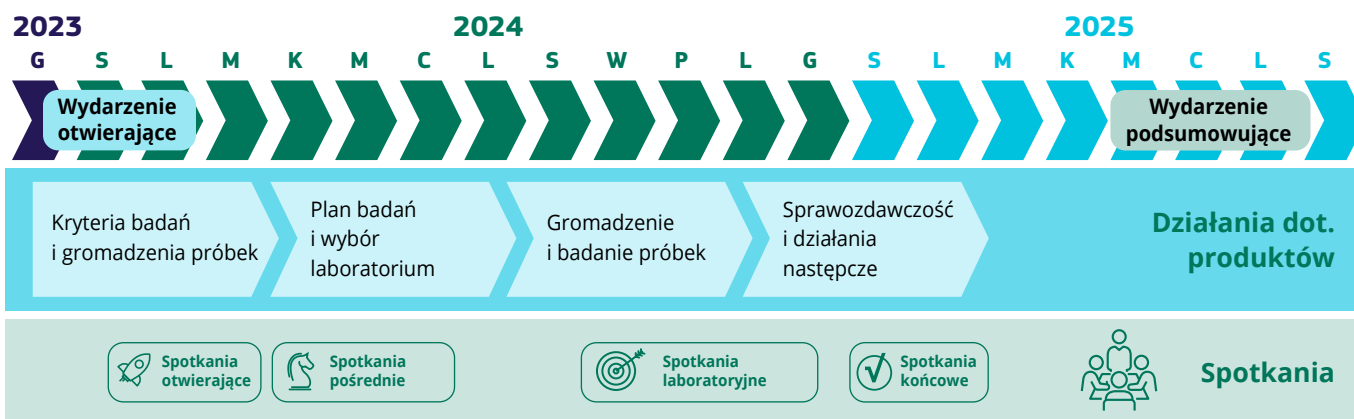 2023 2024 2025
G S L M K M C L S W P L G S L M K M C L S
Wydarzenie
otwierające
Wydarzenie
podsumowujące
Kryteria badań
i gromadzenia próbek
Plan badań
i wybór
laboratorium
Gromadzenie
i badanie próbek
Sprawozdawczość
i działania
następcze
Działania dot.
produktów
Spotkania
otwierające
Spotkania
pośrednie
Spotkania
laboratoryjne
Spotkania
końcowe
Spotkania